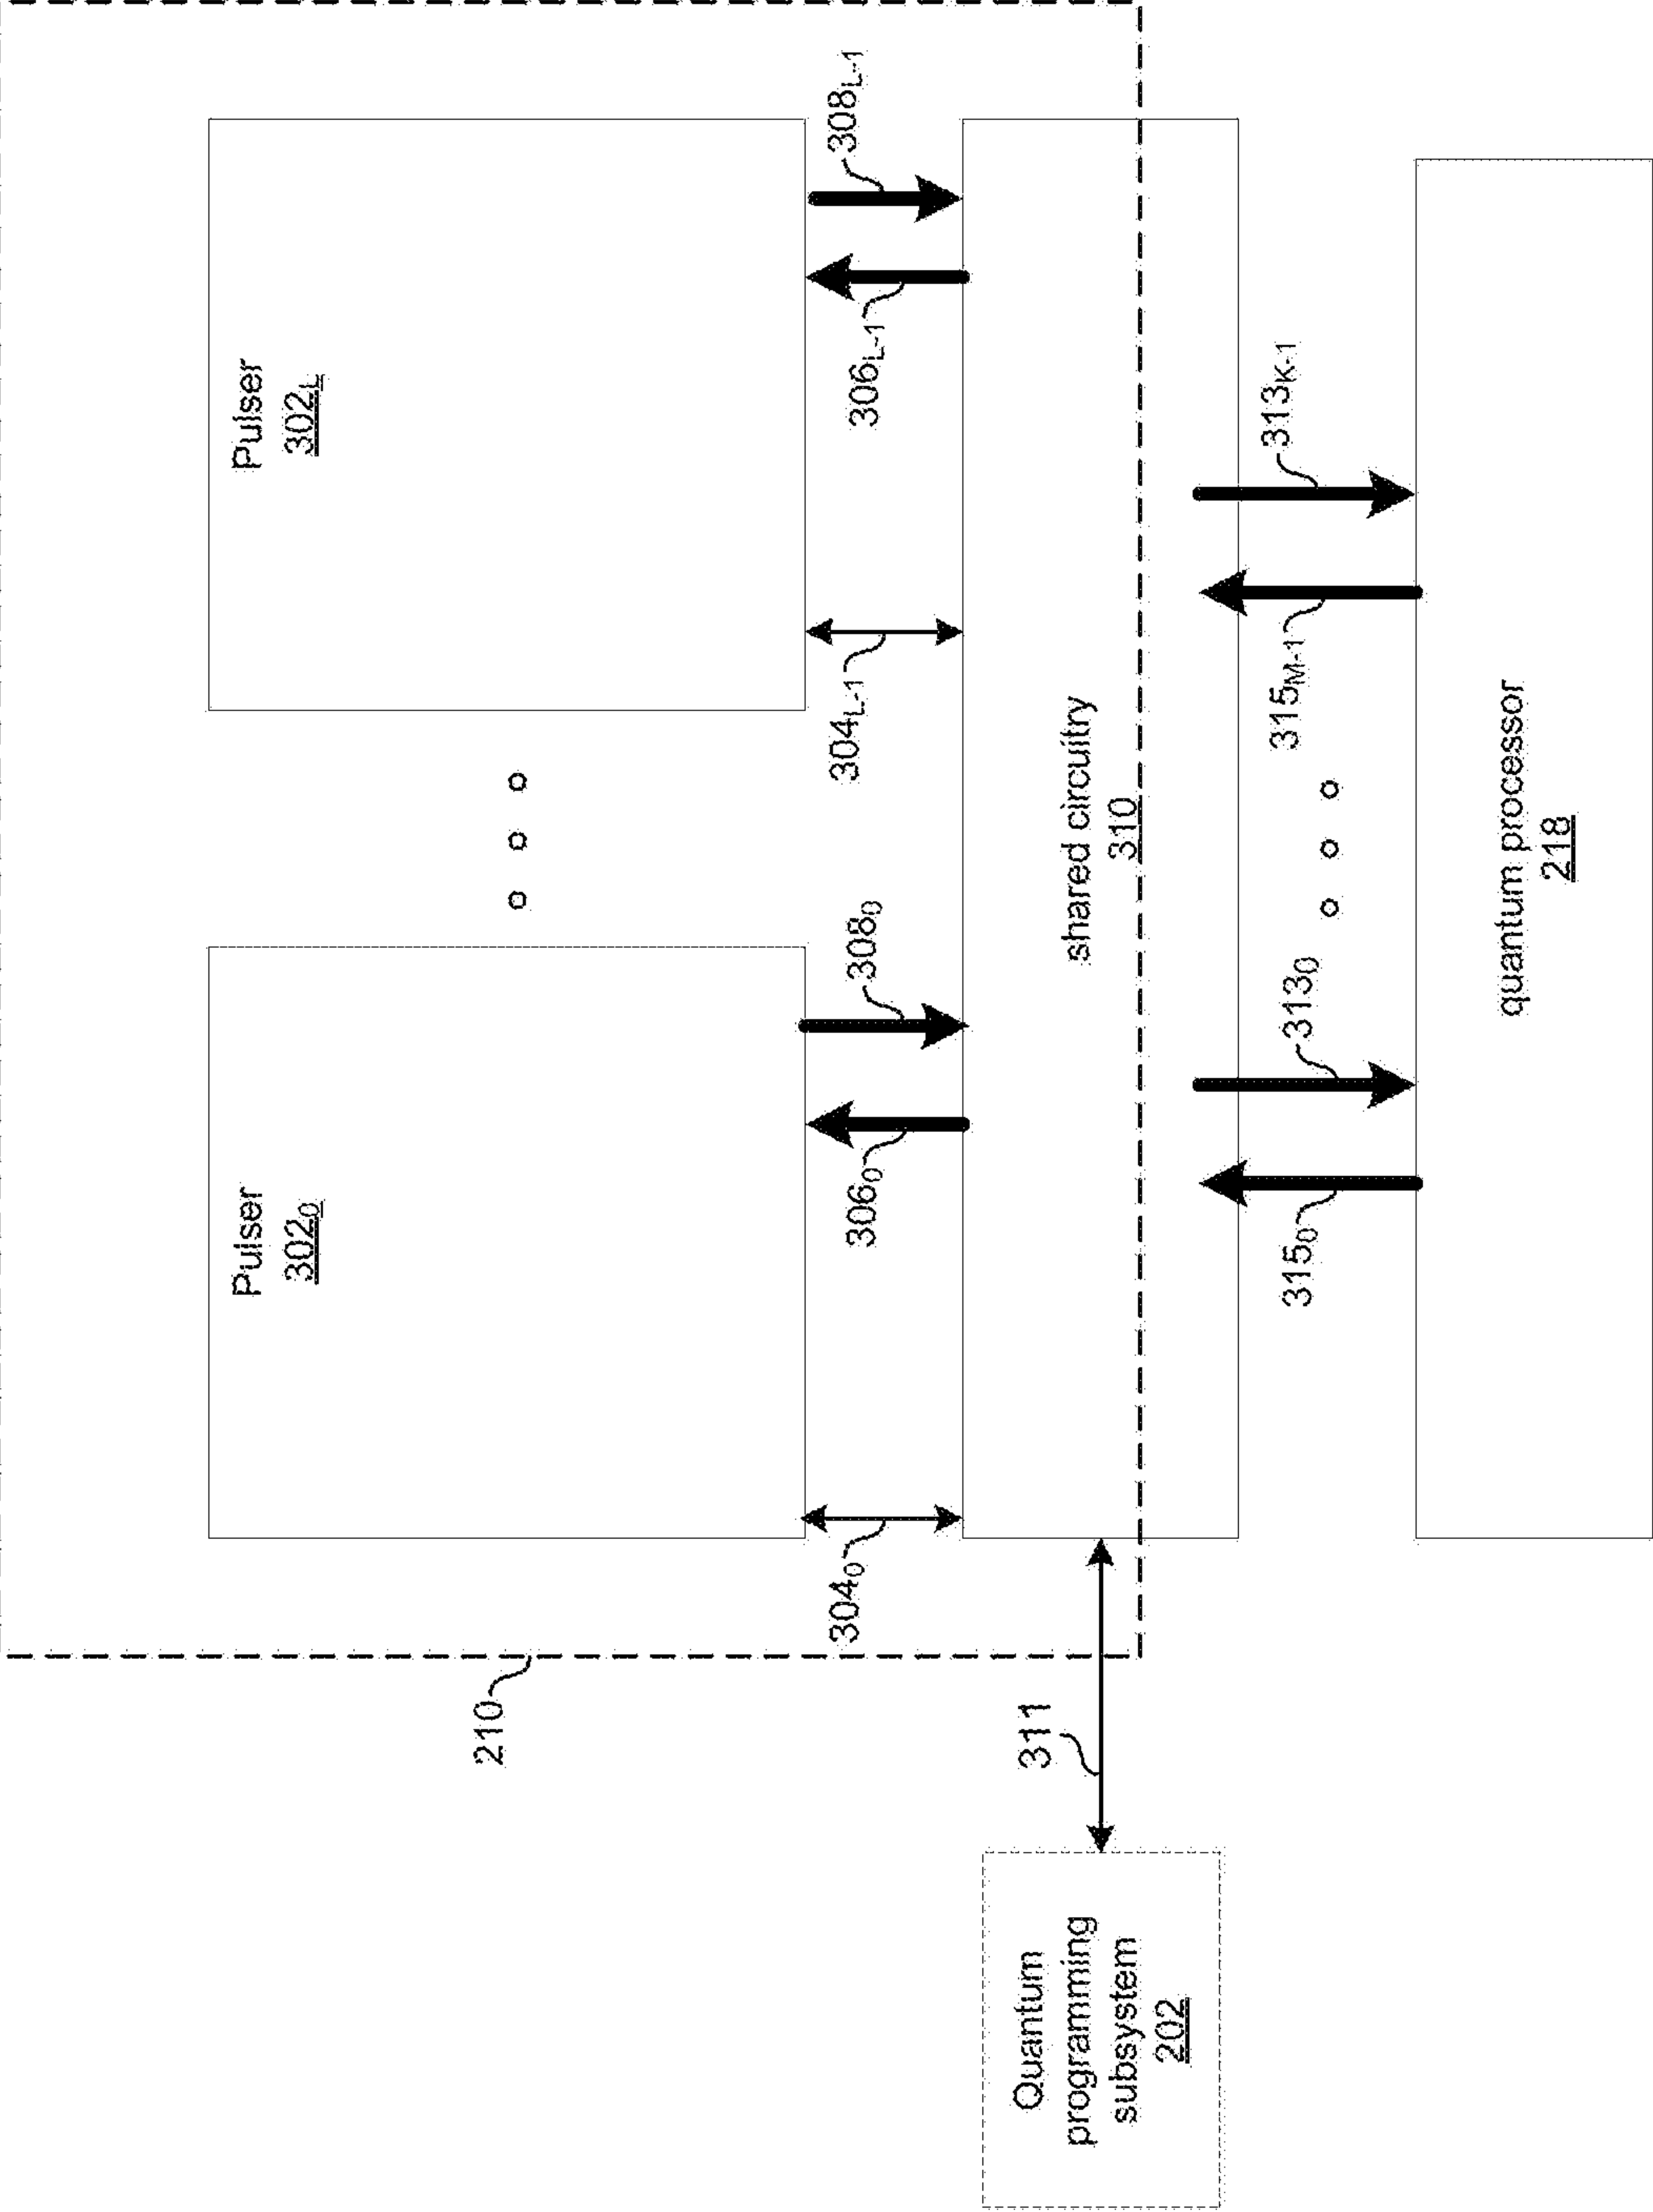 210
Pulser
302₀
Pulser
302L
304₀
306₀
308₀
304L-1
306L-1
308L-1
311
Quantum
programming
subsystem
202
shared circuitry
310
315₀
313₀
315M-1
313K-1
quantum processor
218